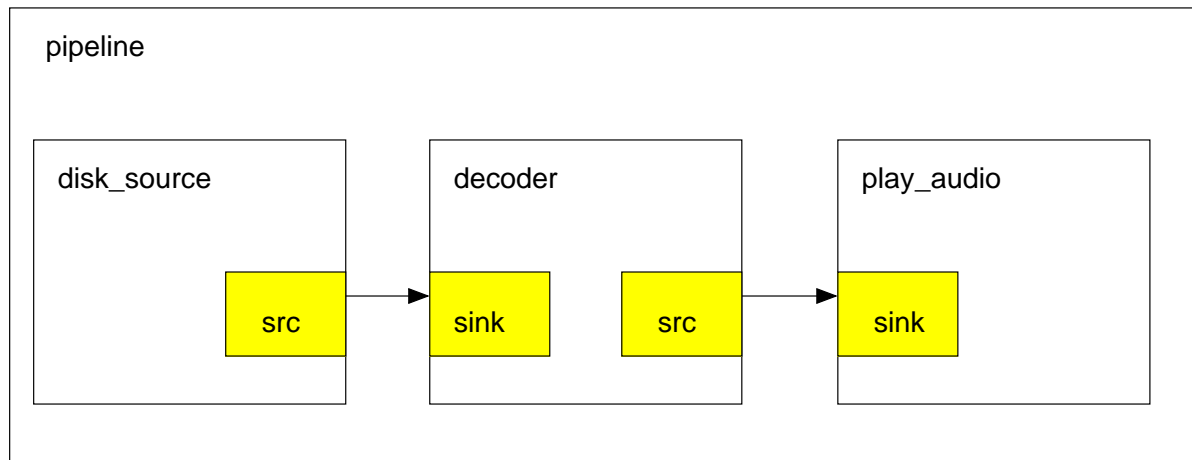 pipeline
disk_source
decoder
play_audio
src
sink
src
sink